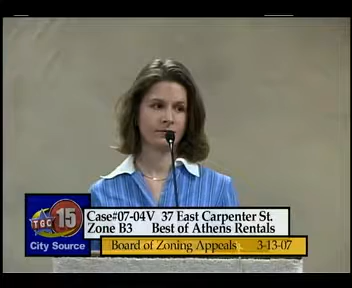 TGC 15
City Source
Case#07-04V 37 East Carpenter St.
Zone B3 Best of Athens Rentals
Board of Zoning Appeals 3-13-07